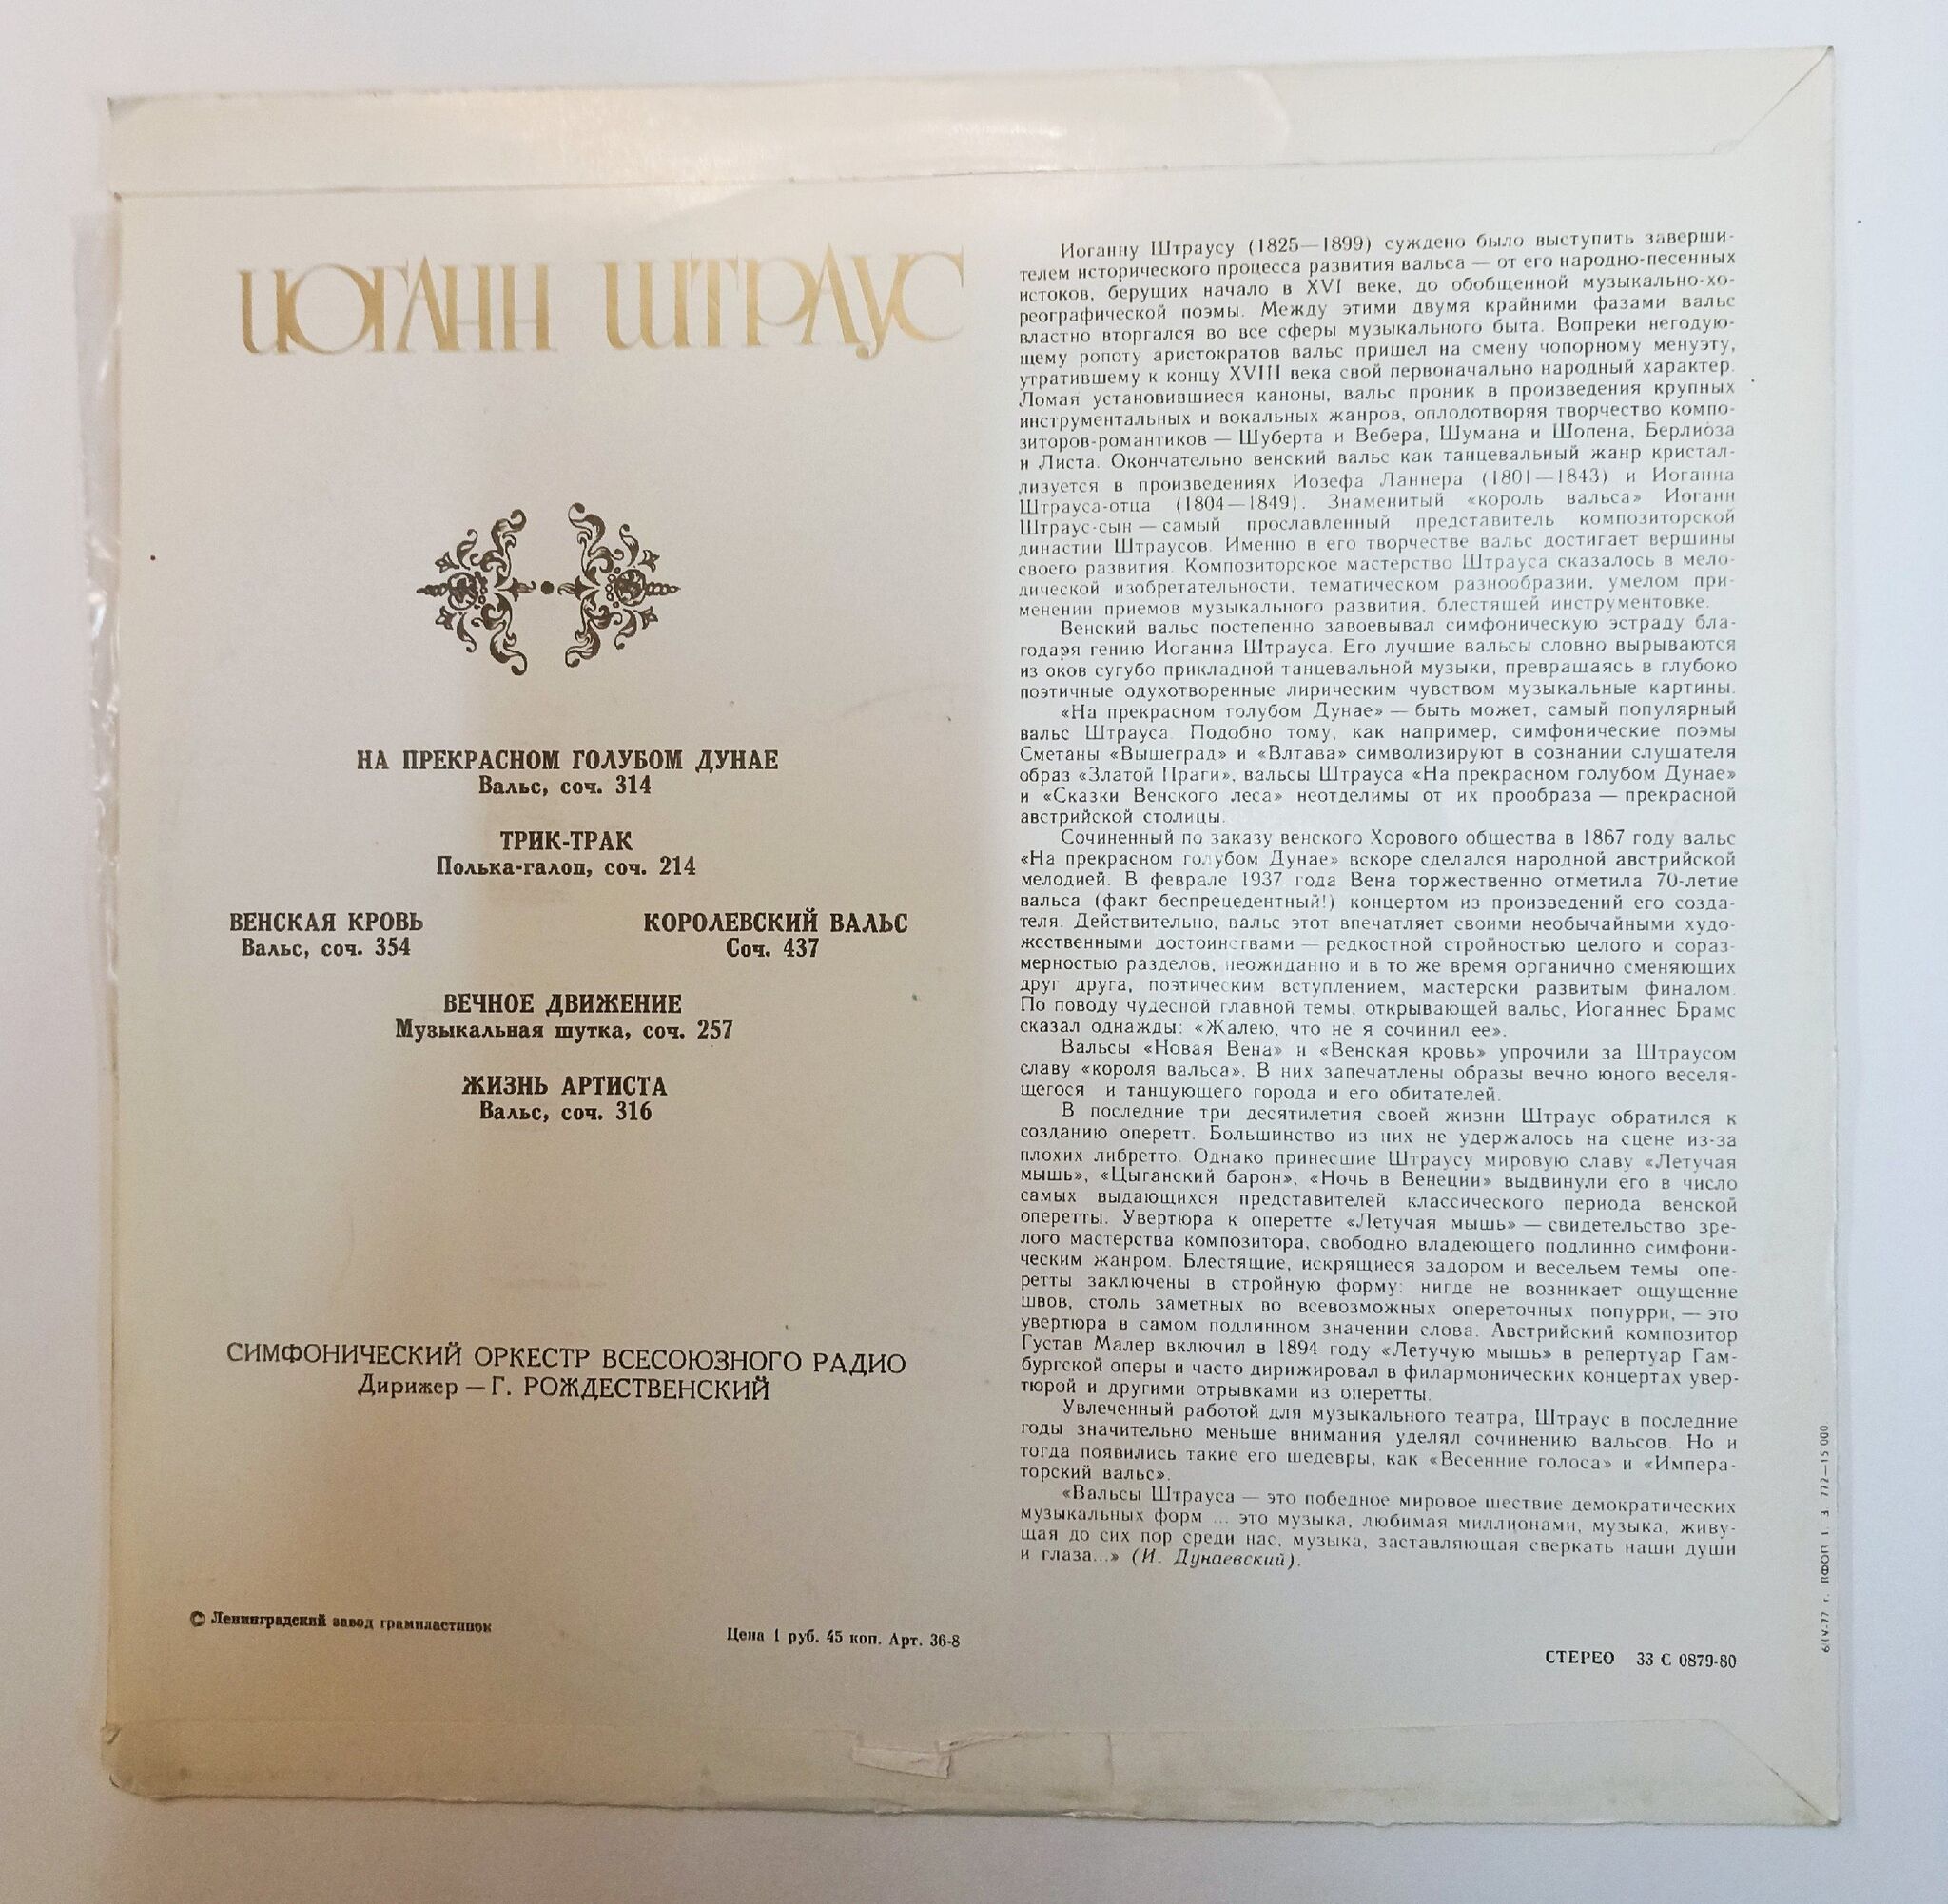 ИОГАНН ШТРАУС
НА ПРЕКРАСНОМ ГОЛУБОМ ДУНАЕ
Вальс, соч. 314
ТРИК-ТРАК
Полька-галоп, соч. 214
ВЕНСКАЯ КРОВЬ
Вальс, соч. 354
КОРОЛЕВСКИЙ ВАЛЬС
Соч. 437
ВЕЧНОЕ ДВИЖЕНИЕ
Музыкальная шутка, соч. 257
ЖИЗНЬ АРТИСТА
Вальс, соч. 316
СИМФОНИЧЕСКИЙ ОРКЕСТР ВСЕСОЮЗНОГО РАДИО
Дирижер — Г. РОЖДЕСТВЕНСКИЙ
© Ленинградский завод грампластинок
Цена 1 руб. 45 коп. Арт. 36-8
Иоганну Штраусу (1825—1899) суждено было выступить заверши-
телем исторического процесса развития вальса — от его народно-песенных
истоков, берущих начало в XVI веке, до обобщенной музыкально-хо-
реографической поэмы. Между этими двумя крайними фазами вальс
властно вторгался во все сферы музыкального быта. Вопреки негодую-
щему ропоту аристократов вальс пришел на смену чопорному менуэту,
утратившему к концу XVIII века свой первоначально народный характер.
Ломая установившиеся каноны, вальс проник в произведения крупных
инструментальных и вокальных жанров, оплодотворяя творчество компо-
зиторов-романтиков — Шуберта и Вебера, Шумана и Шопена, Берлиоза
и Листа. Окончательно венский вальс как танцевальный жанр кристал-
лизуется в произведениях Иозефа Ланнера (1801—1843) и Иоганна
Штрауса-отца (1804—1849). Знаменитый «король вальса» Иоганн
Штраус-сын — самый прославленный представитель композиторской
династии Штраусов. Именно в его творчестве вальс достигает вершины
своего развития. Композиторское мастерство Штрауса сказалось в мело-
дической изобретательности, тематическом разнообразии, умелом при-
менении приемов музыкального развития, блестящей инструментовке.
Венский вальс постепенно завоевывал симфоническую эстраду бла-
годаря гению Иоганна Штрауса. Его лучшие вальсы словно вырываются
из оков сугубо прикладной танцевальной музыки, превращаясь в глубоко
поэтичные одухотворенные лирическим чувством музыкальные картины.
«На прекрасном голубом Дунае» — быть может, самый популярный
вальс Штрауса. Подобно тому, как например, симфонические поэмы
Сметаны «Вышеград» и «Влтава» символизируют в сознании слушателя
образ «Златой Праги», вальсы Штрауса «На прекрасном голубом Дунае»
и «Сказки Венского леса» неотделимы от их прообраза — прекрасной
австрийской столицы.
Сочиненный по заказу венского Хорового общества в 1867 году вальс
«На прекрасном голубом Дунае» вскоре сделался народной австрийской
мелодией. В феврале 1937 года Вена торжественно отметила 70-летие
вальса (факт беспрецедентный!) концертом из произведений его созда-
теля. Действительно, вальс этот впечатляет своими необычайными худо-
жественными достоинствами — редкостной стройностью целого и сораз-
мерностью разделов, неожиданно и в то же время органично сменяющих
друг друга, поэтическим вступлением, мастерски развитым финалом.
По поводу чудесной главной темы, открывающей вальс, Иоганнес Брамс
сказал однажды: «Жалею, что не я сочинил ее».
Вальсы «Новая Вена» и «Венская кровь» упрочили за Штраусом
славу «короля вальса». В них запечатлены образы вечно юного веселя-
щегося и танцующего города и его обитателей.
В последние три десятилетия своей жизни Штраус обратился к
созданию оперетт. Большинство из них не удержалось на сцене из-за
плохих либретто. Однако принесшие Штраусу мировую славу «Летучая
мышь», «Цыганский барон», «Ночь в Венеции» выдвинули его в число
самых выдающихся представителей классического периода венской
оперетты. Увертюра к оперетте «Летучая мышь» — свидетельство зре-
лого мастерства композитора, свободно владеющего подлинно симфони-
ческим жанром. Блестящие, искрящиеся задором и весельем темы опе-
ретты заключены в стройную форму: нигде не возникает ощущение
швов, столь заметных во всевозможных опереточных попурри, — это
увертюра в самом подлинном значении слова. Австрийский композитор
Густав Малер включил в 1894 году «Летучую мышь» в репертуар Гам-
бургской оперы и часто дирижировал в филармонических концертах увер-
тюрой и другими отрывками из оперетты.
Увлеченный работой для музыкального театра, Штраус в последние
годы значительно меньше внимания уделял сочинению вальсов. Но и
тогда появились такие его шедевры, как «Весенние голоса» и «Импера-
торский вальс».
«Вальсы Штрауса — это победное мировое шествие демократических
музыкальных форм ... это музыка, любимая миллионами, музыка, живу-
щая до сих пор среди нас, музыка, заставляющая сверкать наши души
и глаза...» (И. Дунаевский).
СТЕРЕО 33 С 0879-80
6/IV-77 г. ПФОП т. 3. 772—15 000